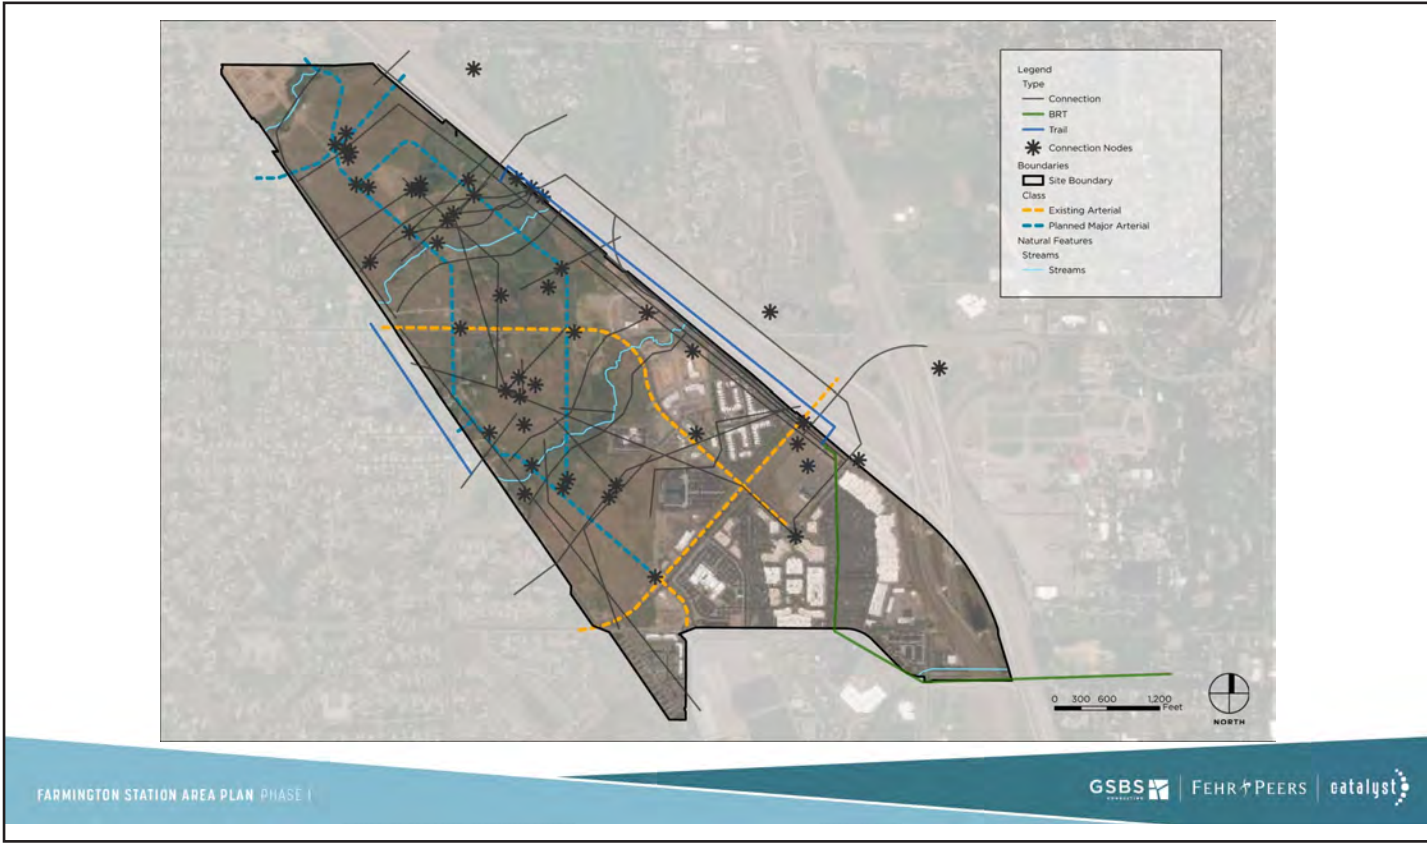 Legend
Type
Connection
BRT
Trail
Connection Nodes
Boundaries
Site Boundary
Class
Existing Arterial
Planned Major Arterial
Natural Features
Streams
Streams
0 300 600 1,200
Feet
NORTH
FARMINGTON STATION AREA PLAN PHASE I
GSBS
CONSULTING
FEHR PEERS
catalyst